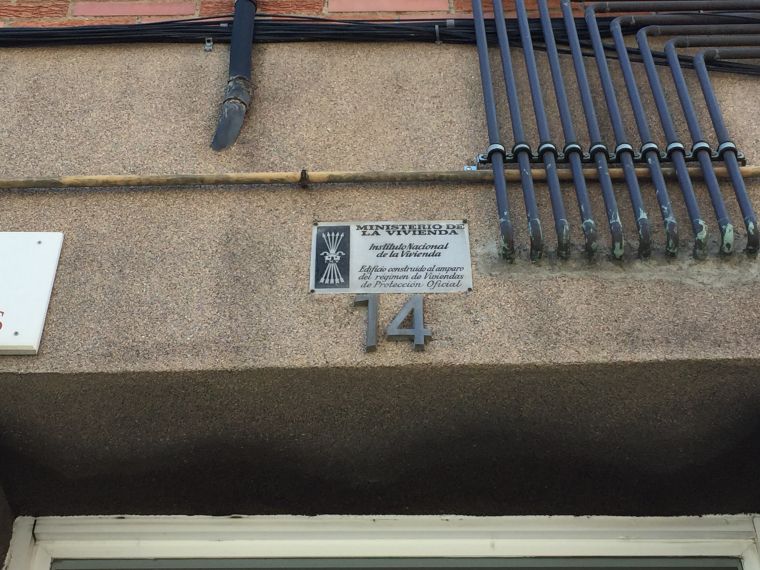 MINISTERIO DE
LA VIVIENDA
Instituto Nacional
de la Vivienda
Edificio construido al amparo
del regimen de Viviendas
de Protección Oficial
14
S